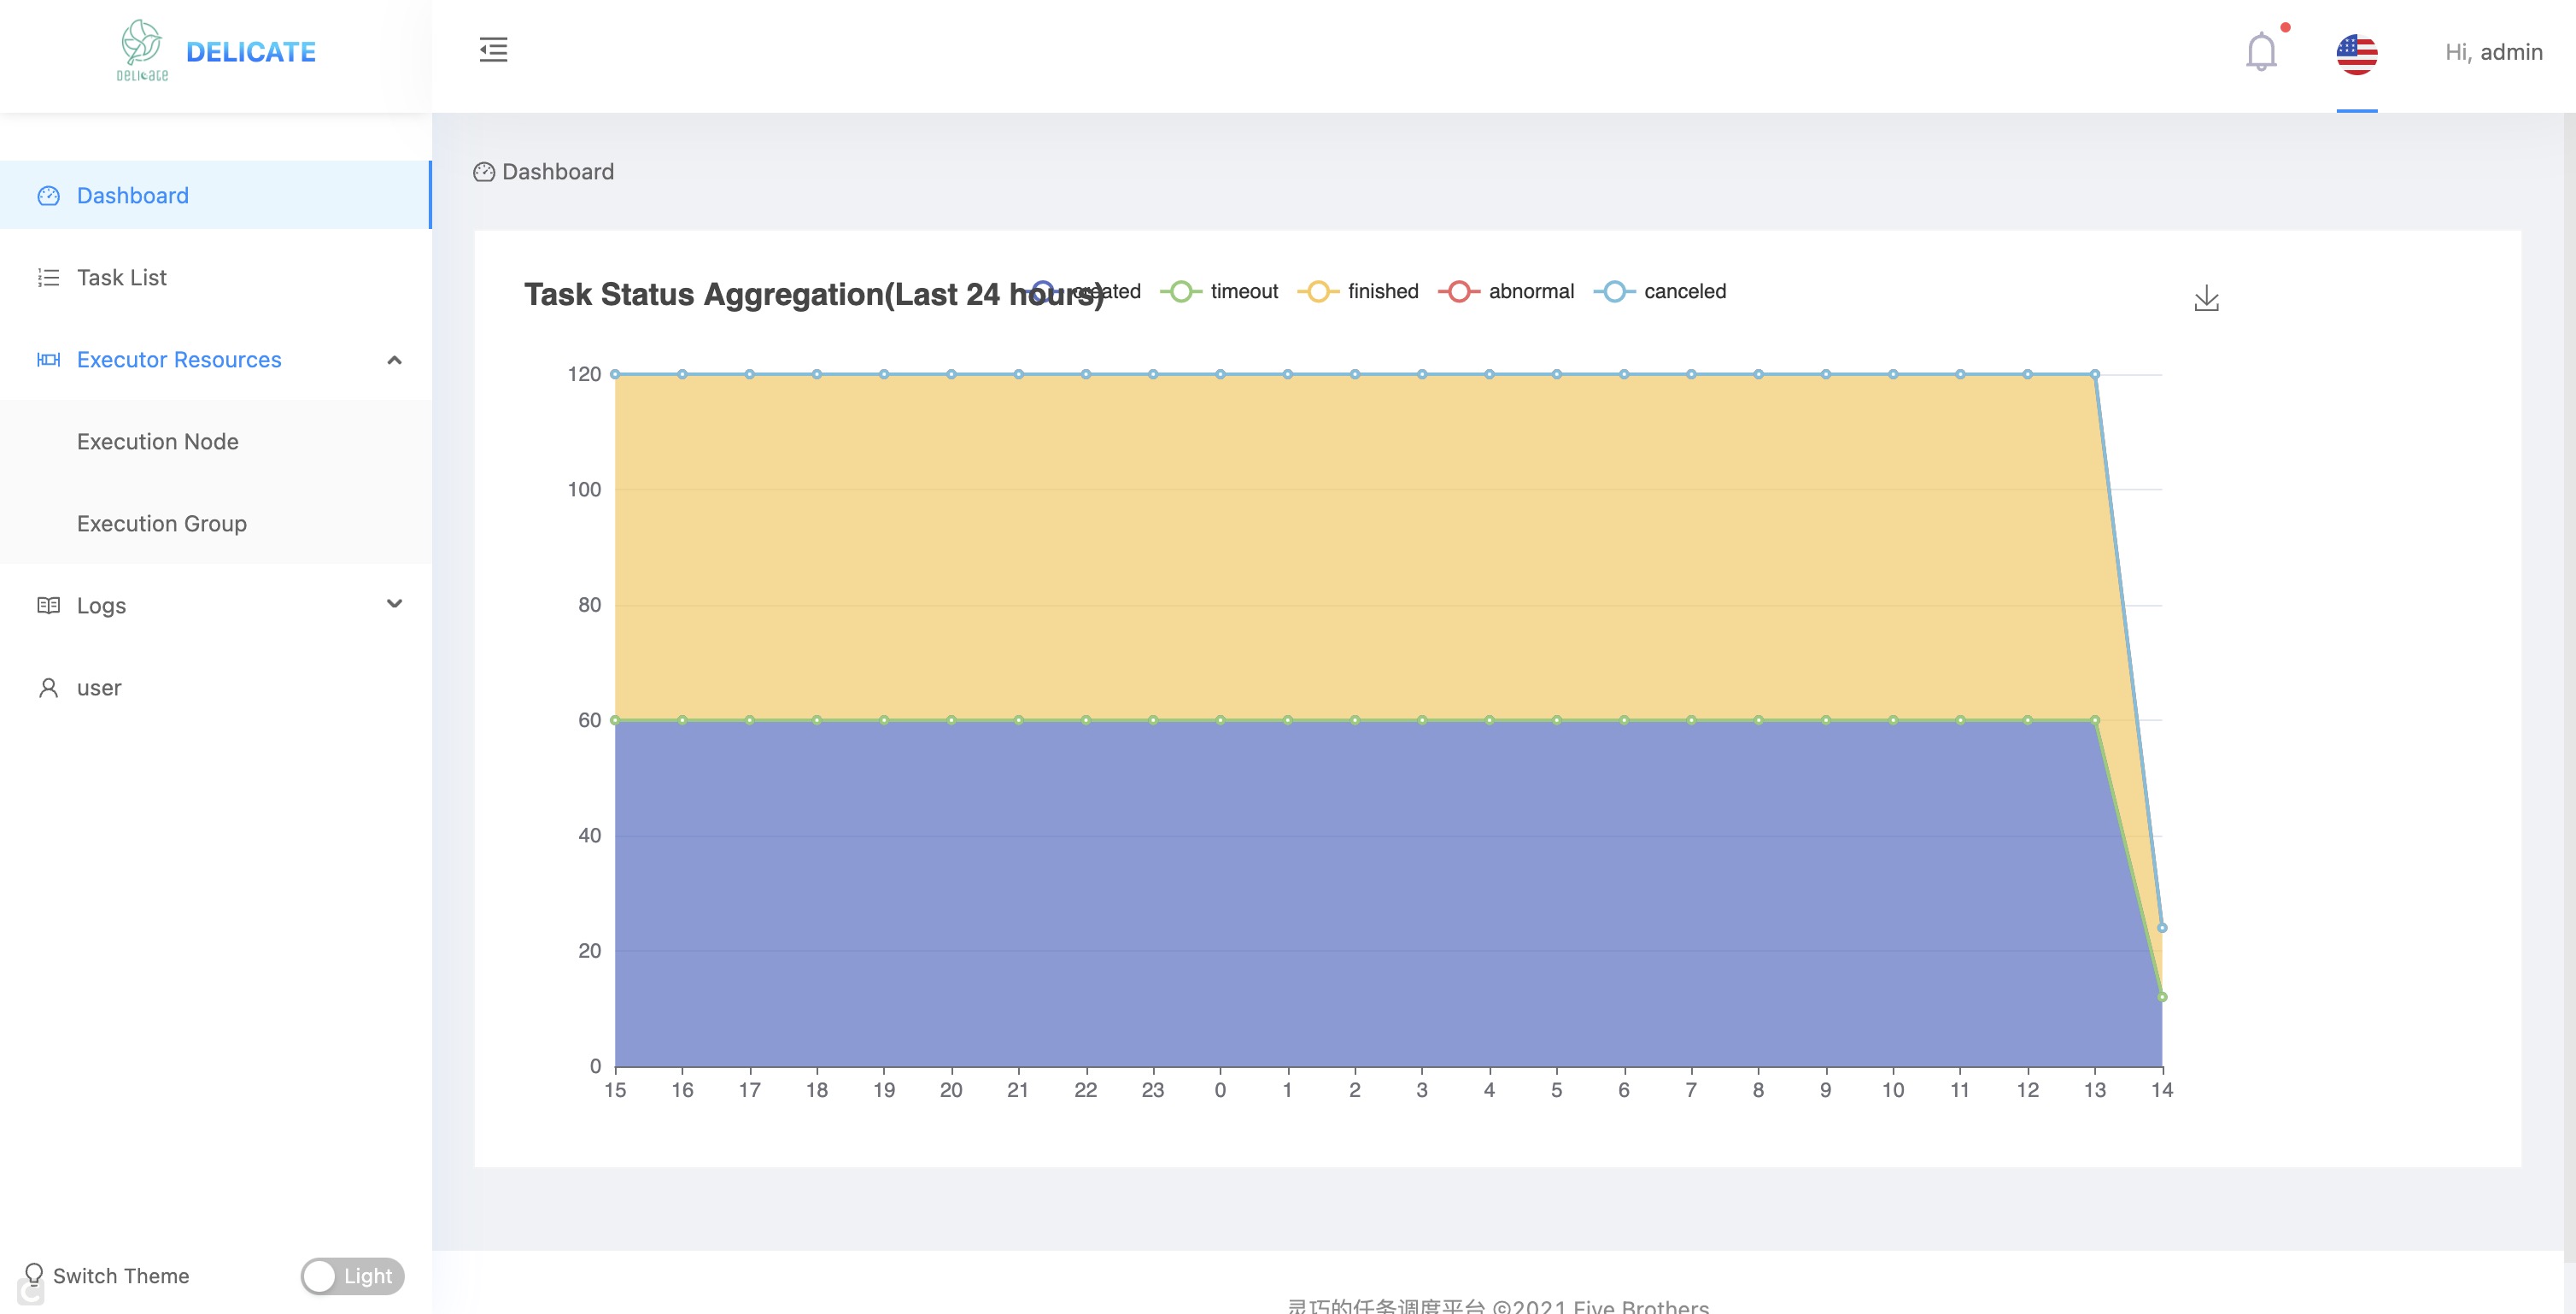 DELICATE
DELICATE
Hi, admin
Dashboard
Task List
Executor Resources
Execution Node
Execution Group
Logs
user
Switch Theme
Light
Dashboard
Task Status Aggregation(Last 24 hours)
created timeout finished abnormal canceled
120
100
80
60
40
20
0
15 16 17 18 19 20 21 22 23 0 1 2 3 4 5 6 7 8 9 10 11 12 13 14
灵巧的任务调度平台 ©2021 Five Brothers